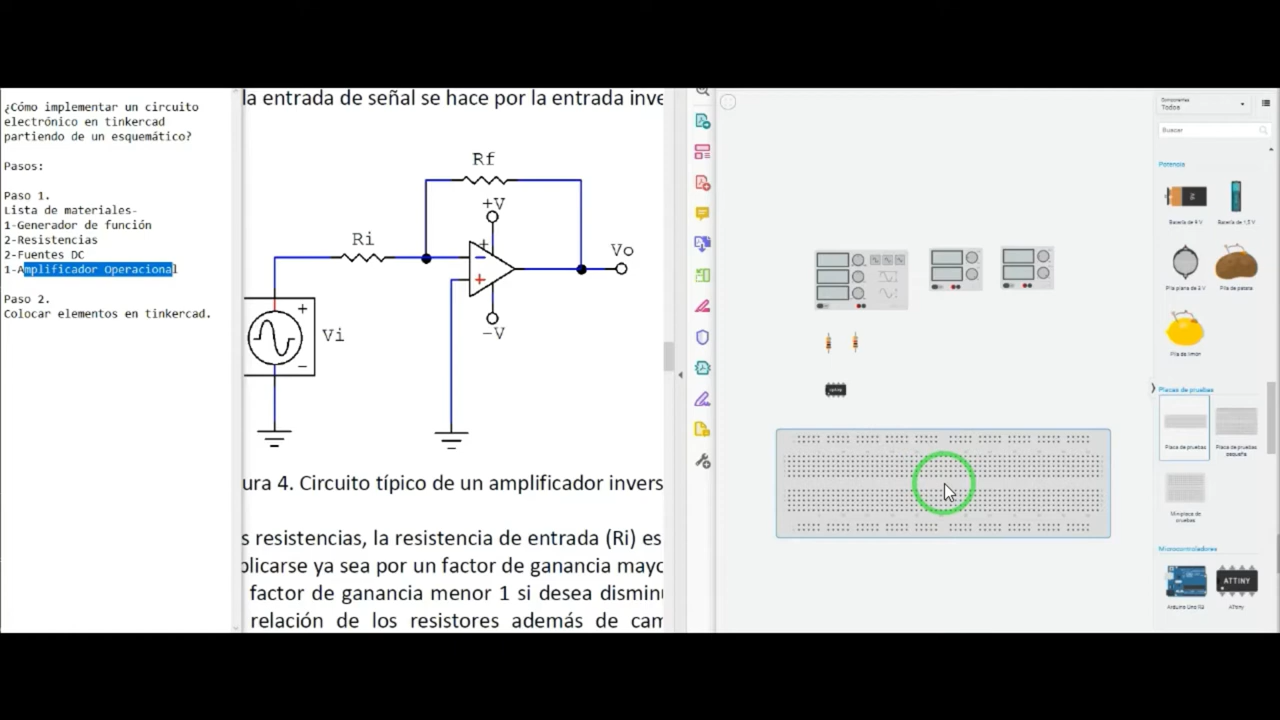 ¿Cómo implementar un circuito
electrónico en tinkercad
partiendo de un esquemático?
Pasos:
Paso 1.
Lista de materiales-
1-Generador de función
2-Resistencias
2-Fuentes DC
1-Amplificador Operacional
Paso 2.
Colocar elementos en tinkercad.
la entrada de señal se hace por la entrada inve
Rf
+V
Ri
Vo
Vi
-V
ura 4. Circuito típico de un amplificador invers
s resistencias, la resistencia de entrada (Ri) es
plicarse ya sea por un factor de ganancia mayo
factor de ganancia menor 1 si desea disminu
relación de los resistores además de cam
Componentes
Todos
Buscar
Potencia
Batería de 9 V
Batería de 1,5 V
Pila plana de 3 V
Pila de patata
Pila de limón
Placas de pruebas
Placa de pruebas
Placa de pruebas
pequeña
Miniplaca de
pruebas
Microcontroladores
ATTINY
Arduino Uno R3
ATtiny